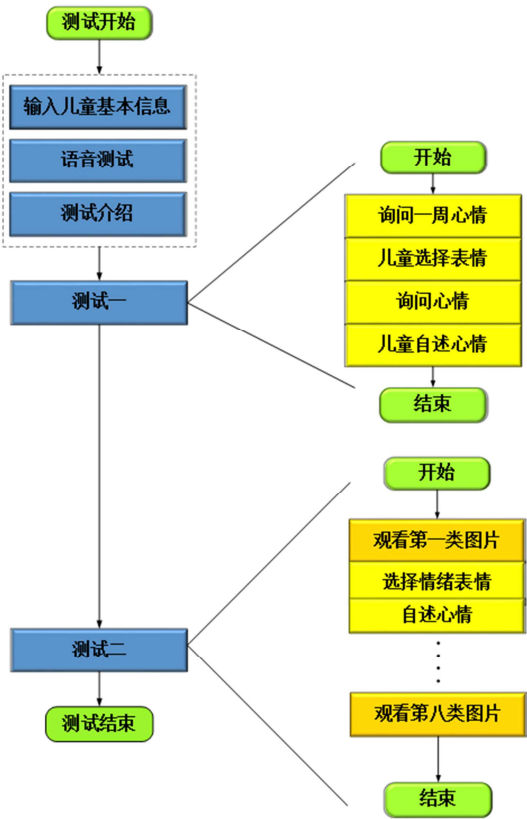 测试开始
输入儿童基本信息
语音测试
测试介绍
测试一
测试二
测试结束
开始
询问一周心情
儿童选择表情
询问心情
儿童自述心情
结束
开始
观看第一类图片
选择情绪表情
自述心情
观看第八类图片
结束